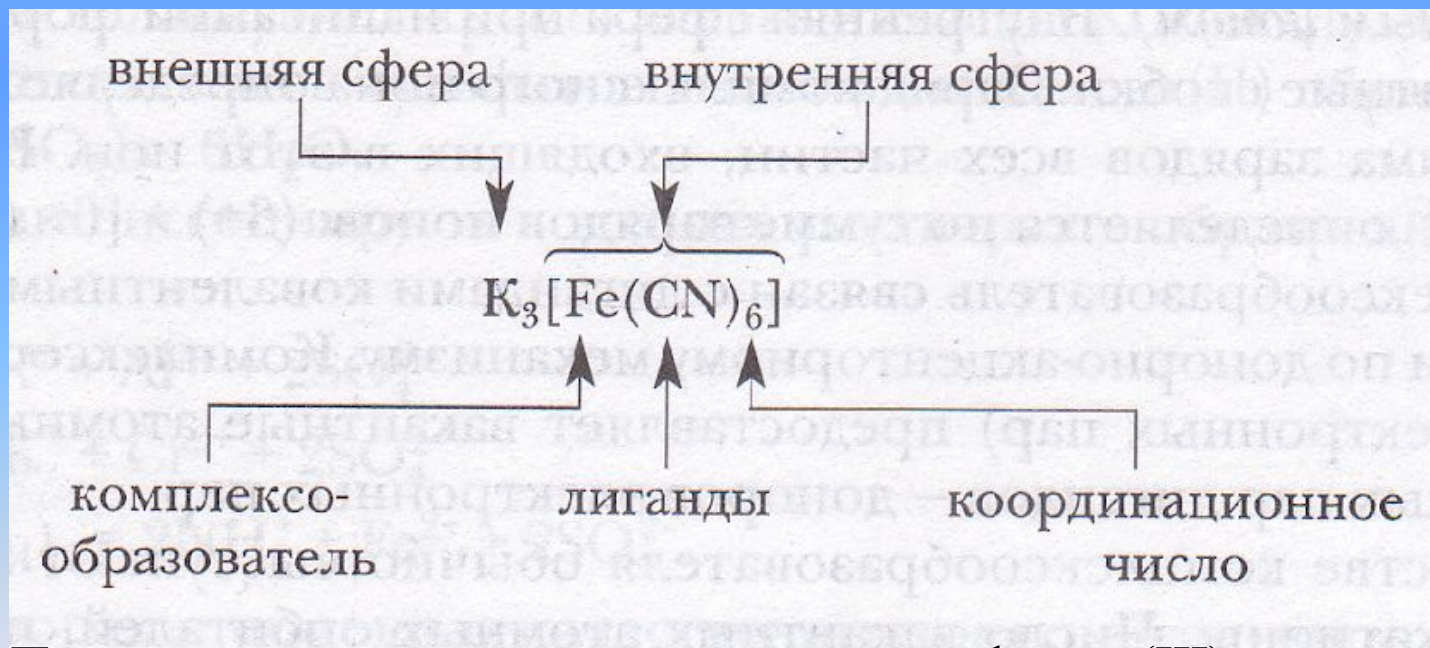 внешняя сфера внутренняя сфера
K₃[Fe(CN)₆]
комплексо- лиганды координационное
образователь число